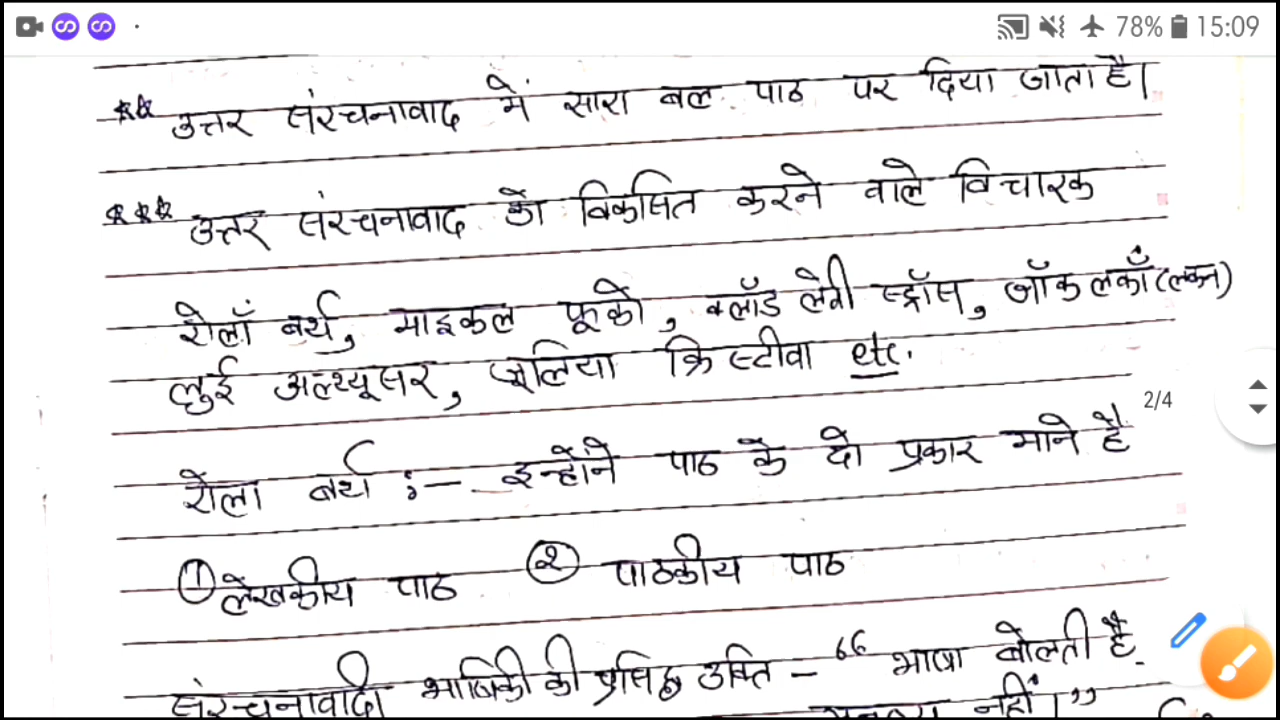 78% 15:09
** उत्तर संरचनावाद में सारा बल पाठ पर दिया जाता है।
*** उत्तर संरचनावाद को विकसित करने वाले विचारक
रोलाँ बर्थ, माइकल फूको, क्लॉड लेवी स्ट्रॉस, जॉक लकाँ (लकन)
लुई अल्थ्यूसर, जूलिया क्रिस्टीवा etc.
2/4
रोला बर्थ :- इन्होंने पाठ के दो प्रकार माने है।
① लेखकीय पाठ ② पाठकीय पाठ
संरचनावादी भाषिकी की प्रसिद्ध उक्ति - “ भाषा बोलती है
नहीं। ”